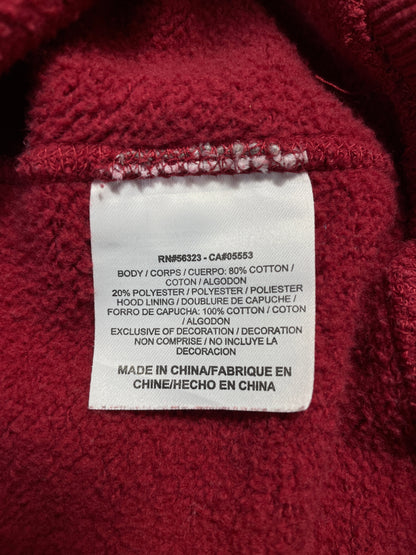 RN#56323 - CA#05553
BODY / CORPS / CUERPO: 80% COTTON /
COTON / ALGODON
20% POLYESTER / POLYESTER / POLIESTER
HOOD LINING / DOUBLURE DE CAPUCHE /
FORRO DE CAPUCHA: 100% COTTON / COTON
/ ALGODON
EXCLUSIVE OF DECORATION / DECORATION
NON COMPRISE / NO INCLUYE LA
DECORACION
MADE IN CHINA/FABRIQUE EN
CHINE/HECHO EN CHINA